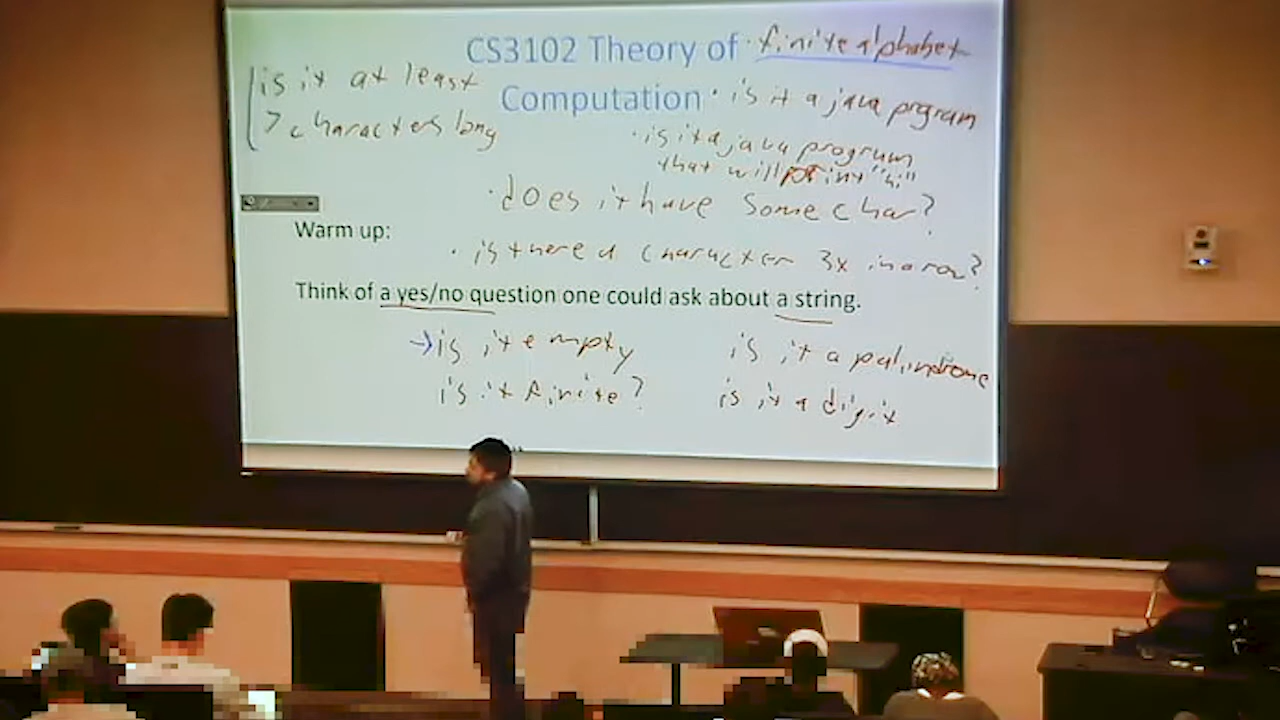 CS3102 Theory of · finite alphabet
is it at least
Computation · is it a java program
7 characters long
· is it a java program
that will print "hi"
· does it have some char?
Warm up:
· is there a character 3x in a row?
Think of a yes/no question one could ask about a string.
→ is it empty
is it a palindrome
is it finite?
is it a digit